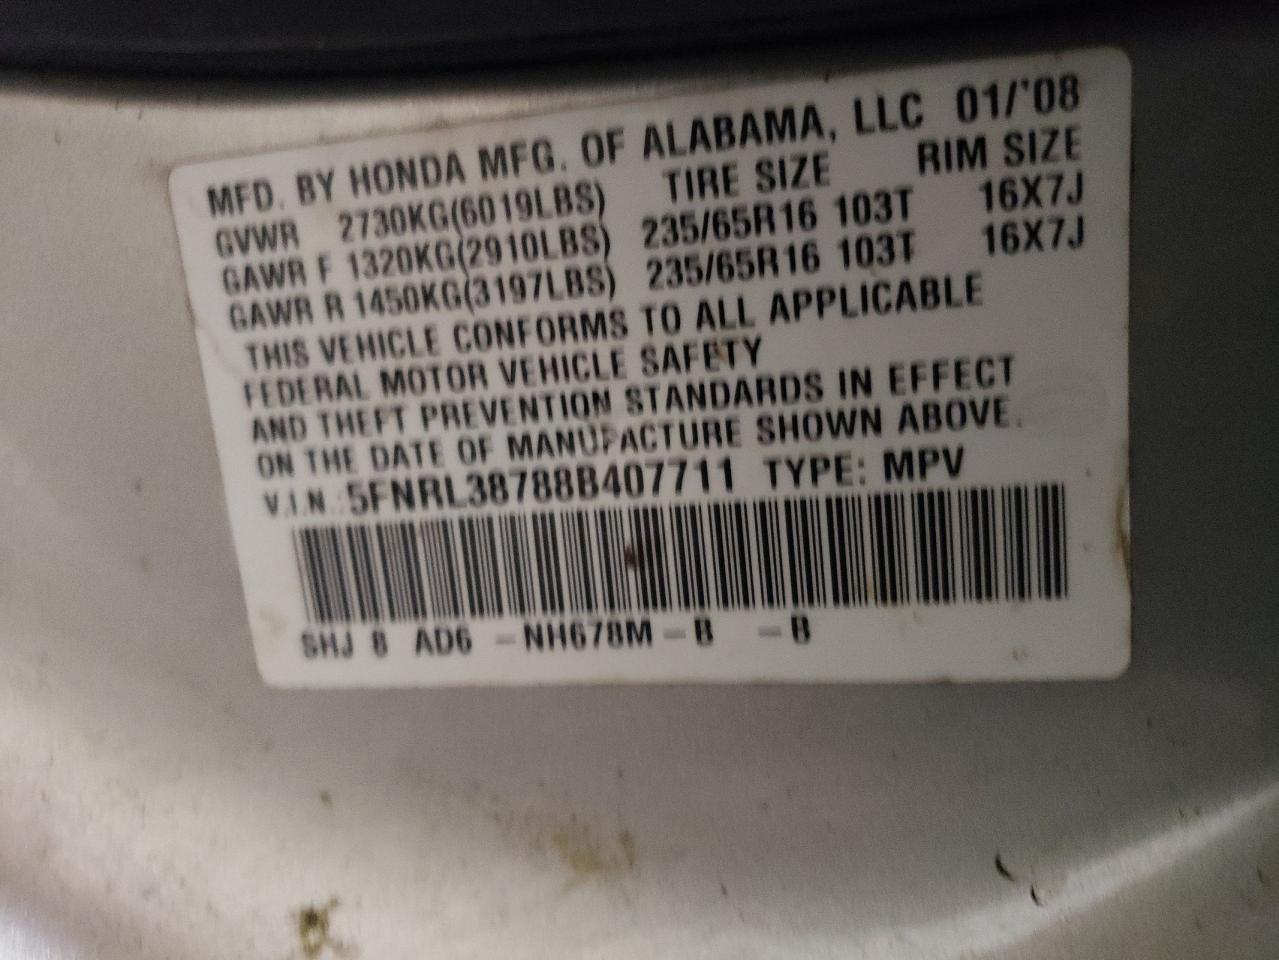 MFD. BY HONDA MFG. OF ALABAMA, LLC 01/'08
GVWR 2730KG(6019LBS) TIRE SIZE RIM SIZE
GAWR F 1320KG(2910LBS) 235/65R16 103T 16X7J
GAWR R 1450KG(3197LBS) 235/65R16 103T 16X7J
THIS VEHICLE CONFORMS TO ALL APPLICABLE
FEDERAL MOTOR VEHICLE SAFETY
AND THEFT PREVENTION STANDARDS IN EFFECT
ON THE DATE OF MANUFACTURE SHOWN ABOVE.
V.I.N.:5FNRL38788B407711 TYPE: MPV
SHJ 8 AD6 -NH678M-B -B